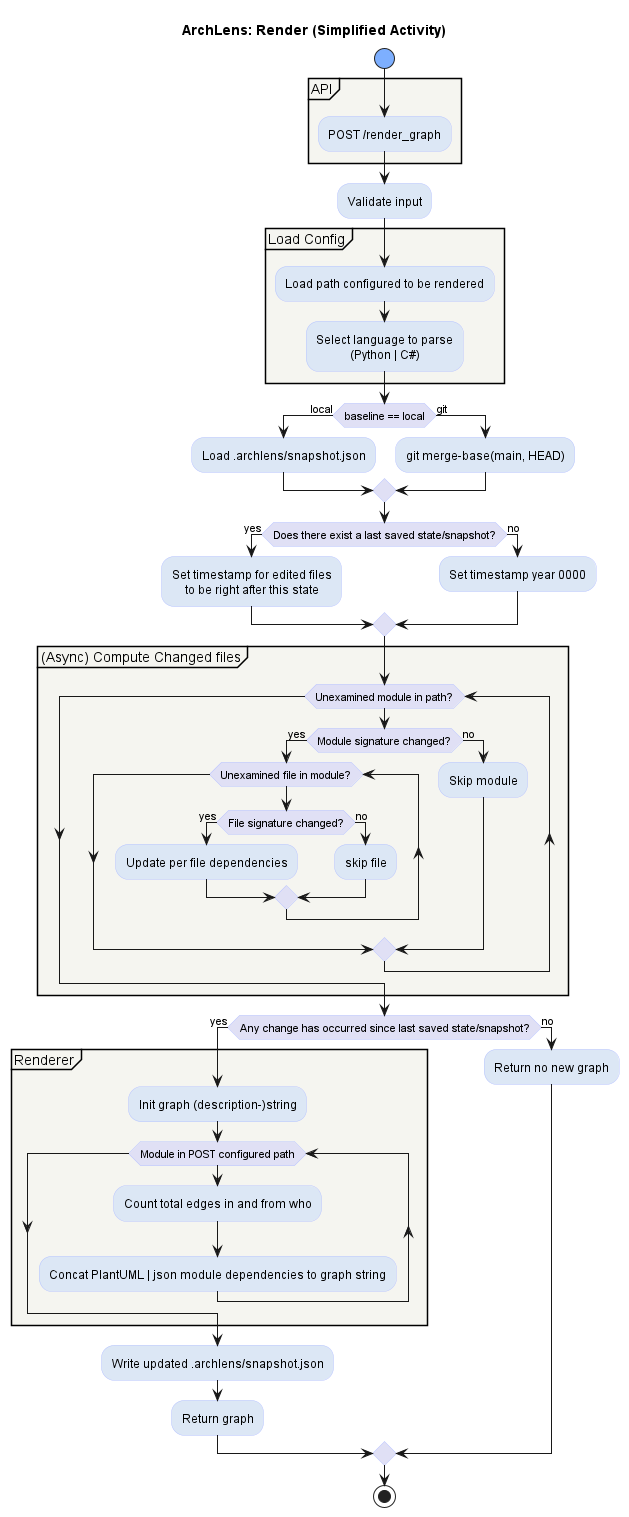 ArchLens: Render (Simplified Activity)
API
POST /render_graph
Validate input
Load Config
Load path configured to be rendered
Select language to parse
(Python | C#)
local
baseline == local
git
Load .archlens/snapshot.json
git merge-base(main, HEAD)
yes
Does there exist a last saved state/snapshot?
no
Set timestamp for edited files
to be right after this state
Set timestamp year 0000
(Async) Compute Changed files
Unexamined module in path?
yes
Module signature changed?
no
Unexamined file in module?
Skip module
yes
File signature changed?
no
Update per file dependencies
skip file
yes
Any change has occurred since last saved state/snapshot?
no
Renderer
Return no new graph
Init graph (description-)string
Module in POST configured path
Count total edges in and from who
Concat PlantUML | json module dependencies to graph string
Write updated .archlens/snapshot.json
Return graph